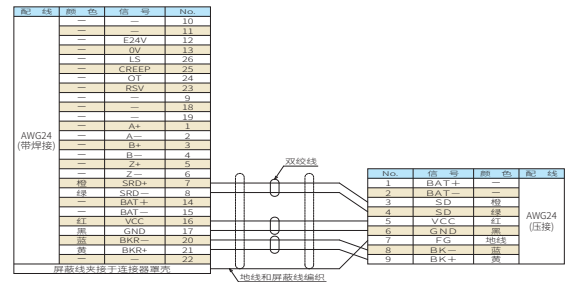 配 线 颜 色 信 号 No.
— — 10
— — 11
— E24V 12
— 0V 13
— LS 26
— CREEP 25
— OT 24
— RSV 23
— — 9
— — 18
— — 19
— A+ 1
— A— 2
— B+ 3
— B— 4
— Z+ 5
— Z— 6
橙 SRD+ 7
绿 SRD— 8
— BAT+ 14
— BAT— 15
红 VCC 16
黑 GND 17
蓝 BKR— 20
黄 BKR+ 21
— — 22
AWG24
(带焊接)
屏蔽线夹接于连接器罩壳
双绞线
地线和屏蔽线编织
No. 信 号 颜 色 配 线
1 BAT+ —
2 BAT— —
3 SD 橙
4 SD 绿
5 VCC 红
6 GND 黑
7 FG 地线
8 BK— 蓝
9 BK+ 黄
AWG24
(压接)